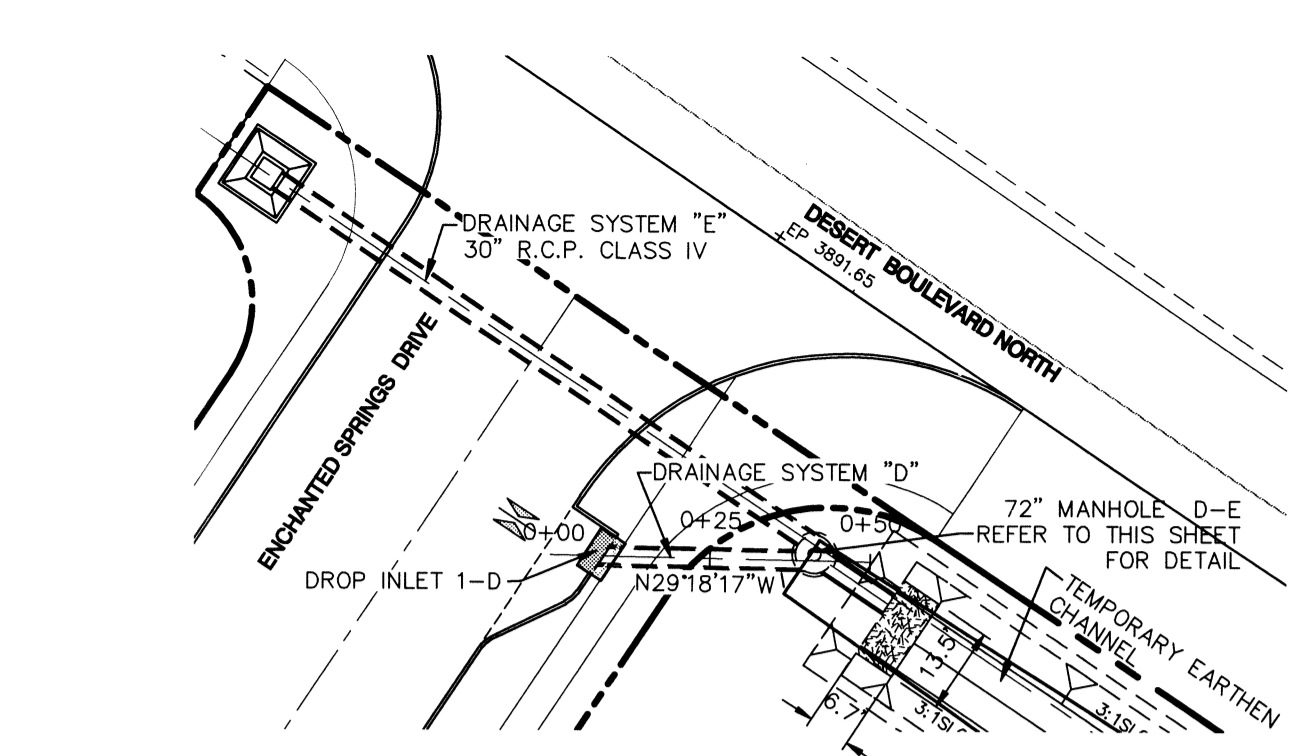 DRAINAGE SYSTEM "E"
30" R.C.P. CLASS IV
DESERT BOULEVARD NORTH
EP 3891.65
ENCHANTED SPRINGS DRIVE
DRAINAGE SYSTEM "D"
0+00
0+25
0+50
72" MANHOLE D-E
REFER TO THIS SHEET
FOR DETAIL
DROP INLET 1-D
N29°18'17"W
TEMPORARY EARTHEN
CHANNEL
13.5'
6.7'
3:1SL
3:1SL